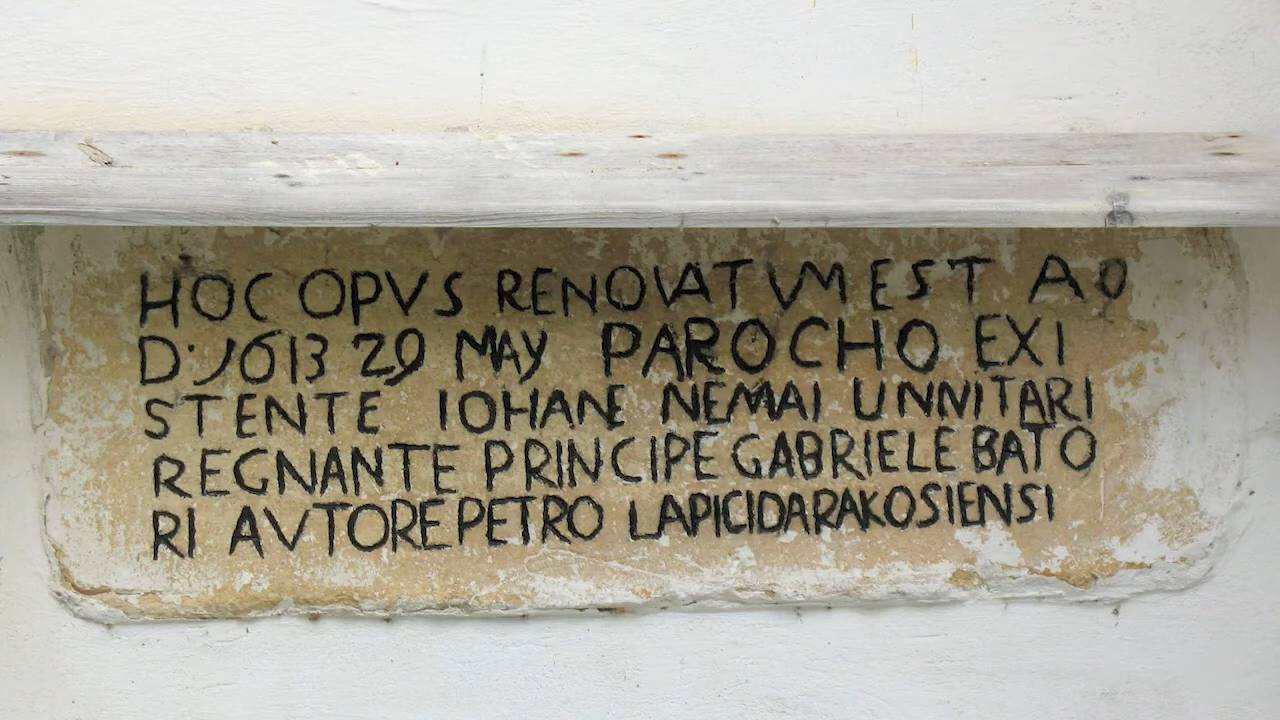 HOC OPVS RENOVATVM EST AO
D: 1613 29 MAY PAROCHO EXI
STENTE IOHANE NEMAI UNNITARI
REGNANTE PRINCIPE GABRIELE BATO
RI AVTORE PETRO LAPICIDA RAKOSIENSI